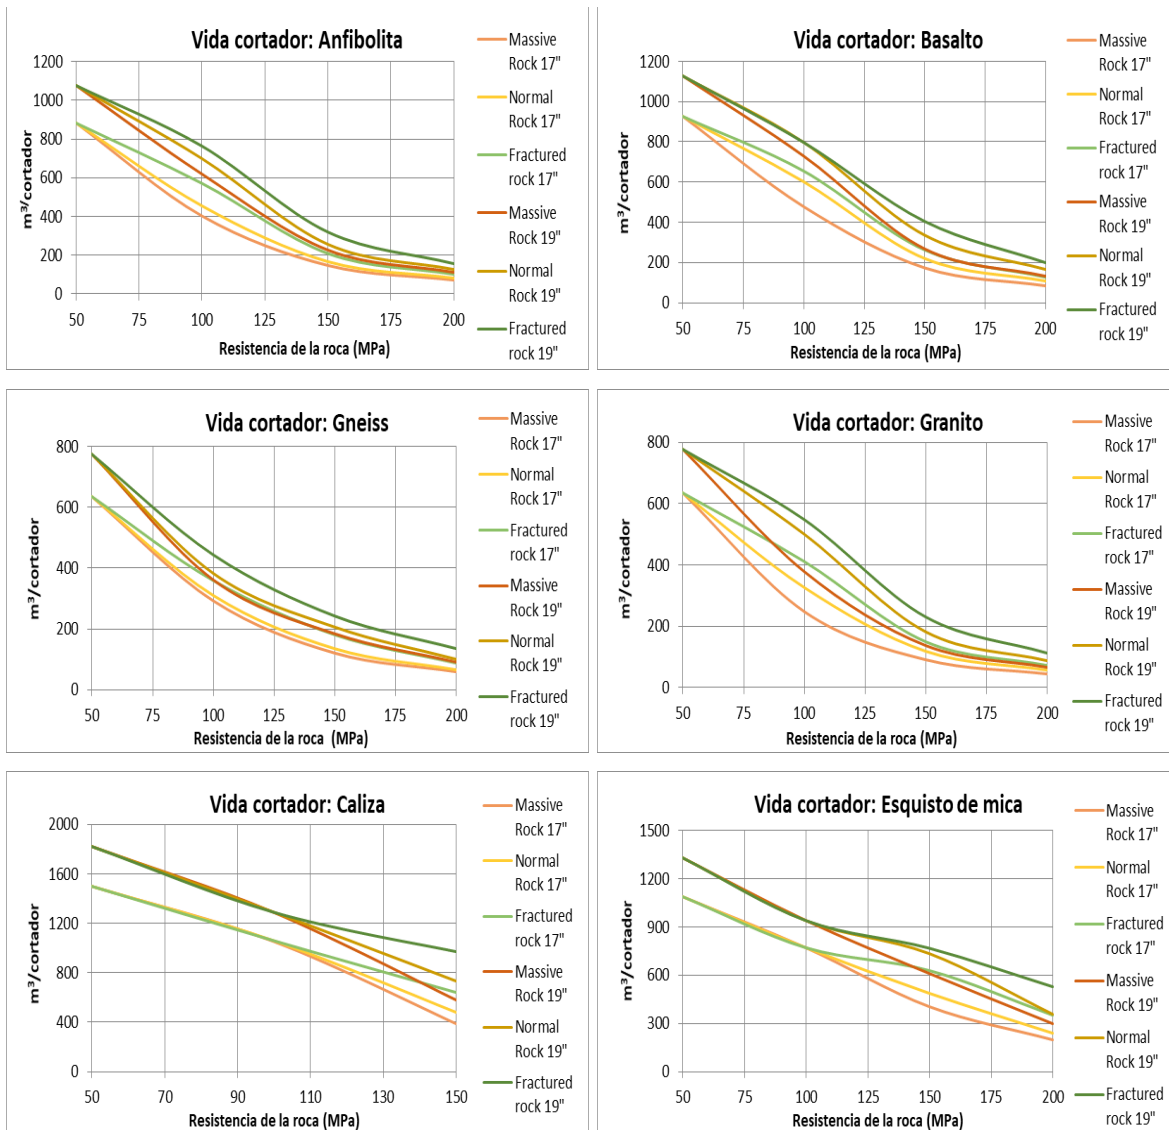 Vida cortador: Anfibolita
m³/cortador
1200
1000
800
600
400
200
0
50 75 100 125 150 175 200
Resistencia de la roca (MPa)
Massive
Rock 17"
Normal
Rock 17"
Fractured
rock 17"
Massive
Rock 19"
Normal
Rock 19"
Fractured
rock 19"
Vida cortador: Basalto
m³/cortador
1200
1000
800
600
400
200
0
50 75 100 125 150 175 200
Resistencia de la roca (MPa)
Massive
Rock 17"
Normal
Rock 17"
Fractured
rock 17"
Massive
Rock 19"
Normal
Rock 19"
Fractured
rock 19"
Vida cortador: Gneiss
m³/cortador
800
600
400
200
0
50 75 100 125 150 175 200
Resistencia de la roca (MPa)
Massive
Rock 17"
Normal
Rock 17"
Fractured
rock 17"
Massive
Rock 19"
Normal
Rock 19"
Fractured
rock 19"
Vida cortador: Granito
m³/cortador
800
600
400
200
0
50 75 100 125 150 175 200
Resistencia de la roca (MPa)
Massive
Rock 17"
Normal
Rock 17"
Fractured
rock 17"
Massive
Rock 19"
Normal
Rock 19"
Fractured
rock 19"
Vida cortador: Caliza
m³/cortador
2000
1600
1200
800
400
0
50 70 90 110 130 150
Resistencia de la roca (MPa)
Massive
Rock 17"
Normal
Rock 17"
Fractured
rock 17"
Massive
Rock 19"
Normal
Rock 19"
Fractured
rock 19"
Vida cortador: Esquisto de mica
m³/cortador
1500
1200
900
600
300
0
50 75 100 125 150 175 200
Resistencia de la roca (MPa)
Massive
Rock 17"
Normal
Rock 17"
Fractured
rock 17"
Massive
Rock 19"
Normal
Rock 19"
Fractured
rock 19"